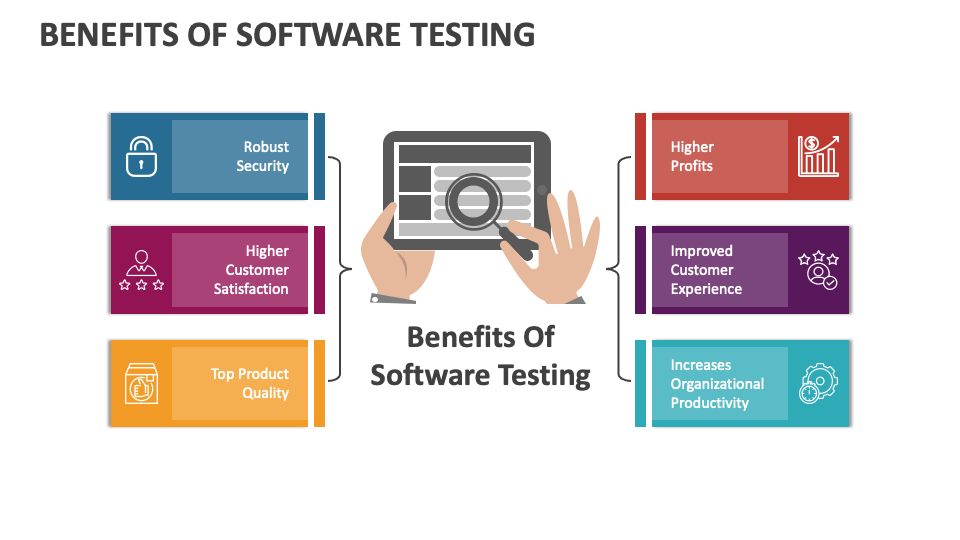 BENEFITS OF SOFTWARE TESTING
Robust
Security
Higher
Customer
Satisfaction
Top Product
Quality
Benefits Of
Software Testing
Higher
Profits
Improved
Customer
Experience
Increases
Organizational
Productivity